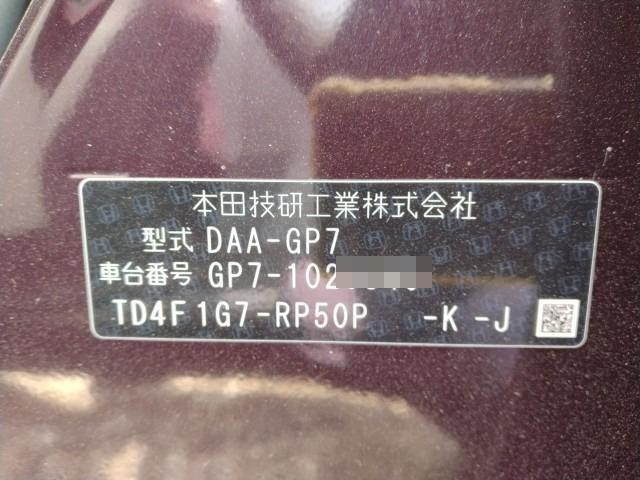 本田技研工業株式会社
型式 DAA-GP7
車台番号 GP7-102
TD4F1G7-RP50P -K -J